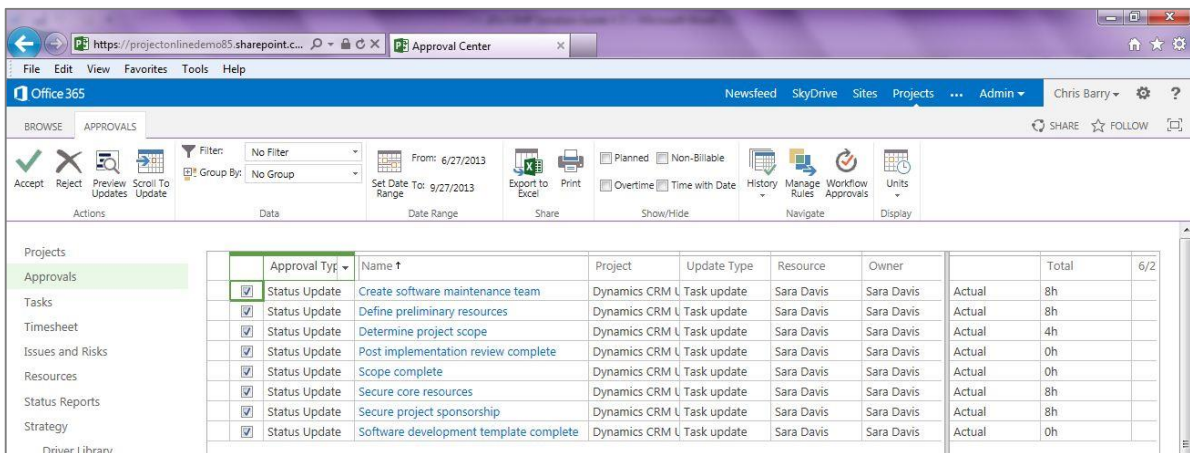 https://projectonlinedemo85.sharepoint.c...
Approval Center
File Edit View Favorites Tools Help
Office 365
Newsfeed SkyDrive Sites Projects ... Admin
Chris Barry
?
BROWSE APPROVALS
SHARE FOLLOW
Accept
Reject
Preview Updates
Scroll To Update
Actions
Filter: No Filter
Group By: No Group
Data
Set Date Range
From: 6/27/2013
To: 9/27/2013
Date Range
Export to Excel
Print
Share
Planned Non-Billable
Overtime Time with Date
Show/Hide
History
Manage Rules
Workflow Approvals
Navigate
Units
Display
Projects
Approvals
Tasks
Timesheet
Issues and Risks
Resources
Status Reports
Strategy
Driver Library
Approval Typ Name ↑ Project Update Type Resource Owner Total 6/2
Status Update Create software maintenance team Dynamics CRM U Task update Sara Davis Sara Davis Actual 8h
Status Update Define preliminary resources Dynamics CRM U Task update Sara Davis Sara Davis Actual 8h
Status Update Determine project scope Dynamics CRM U Task update Sara Davis Sara Davis Actual 4h
Status Update Post implementation review complete Dynamics CRM U Task update Sara Davis Sara Davis Actual 0h
Status Update Scope complete Dynamics CRM U Task update Sara Davis Sara Davis Actual 0h
Status Update Secure core resources Dynamics CRM U Task update Sara Davis Sara Davis Actual 8h
Status Update Secure project sponsorship Dynamics CRM U Task update Sara Davis Sara Davis Actual 8h
Status Update Software development template complete Dynamics CRM U Task update Sara Davis Sara Davis Actual 0h